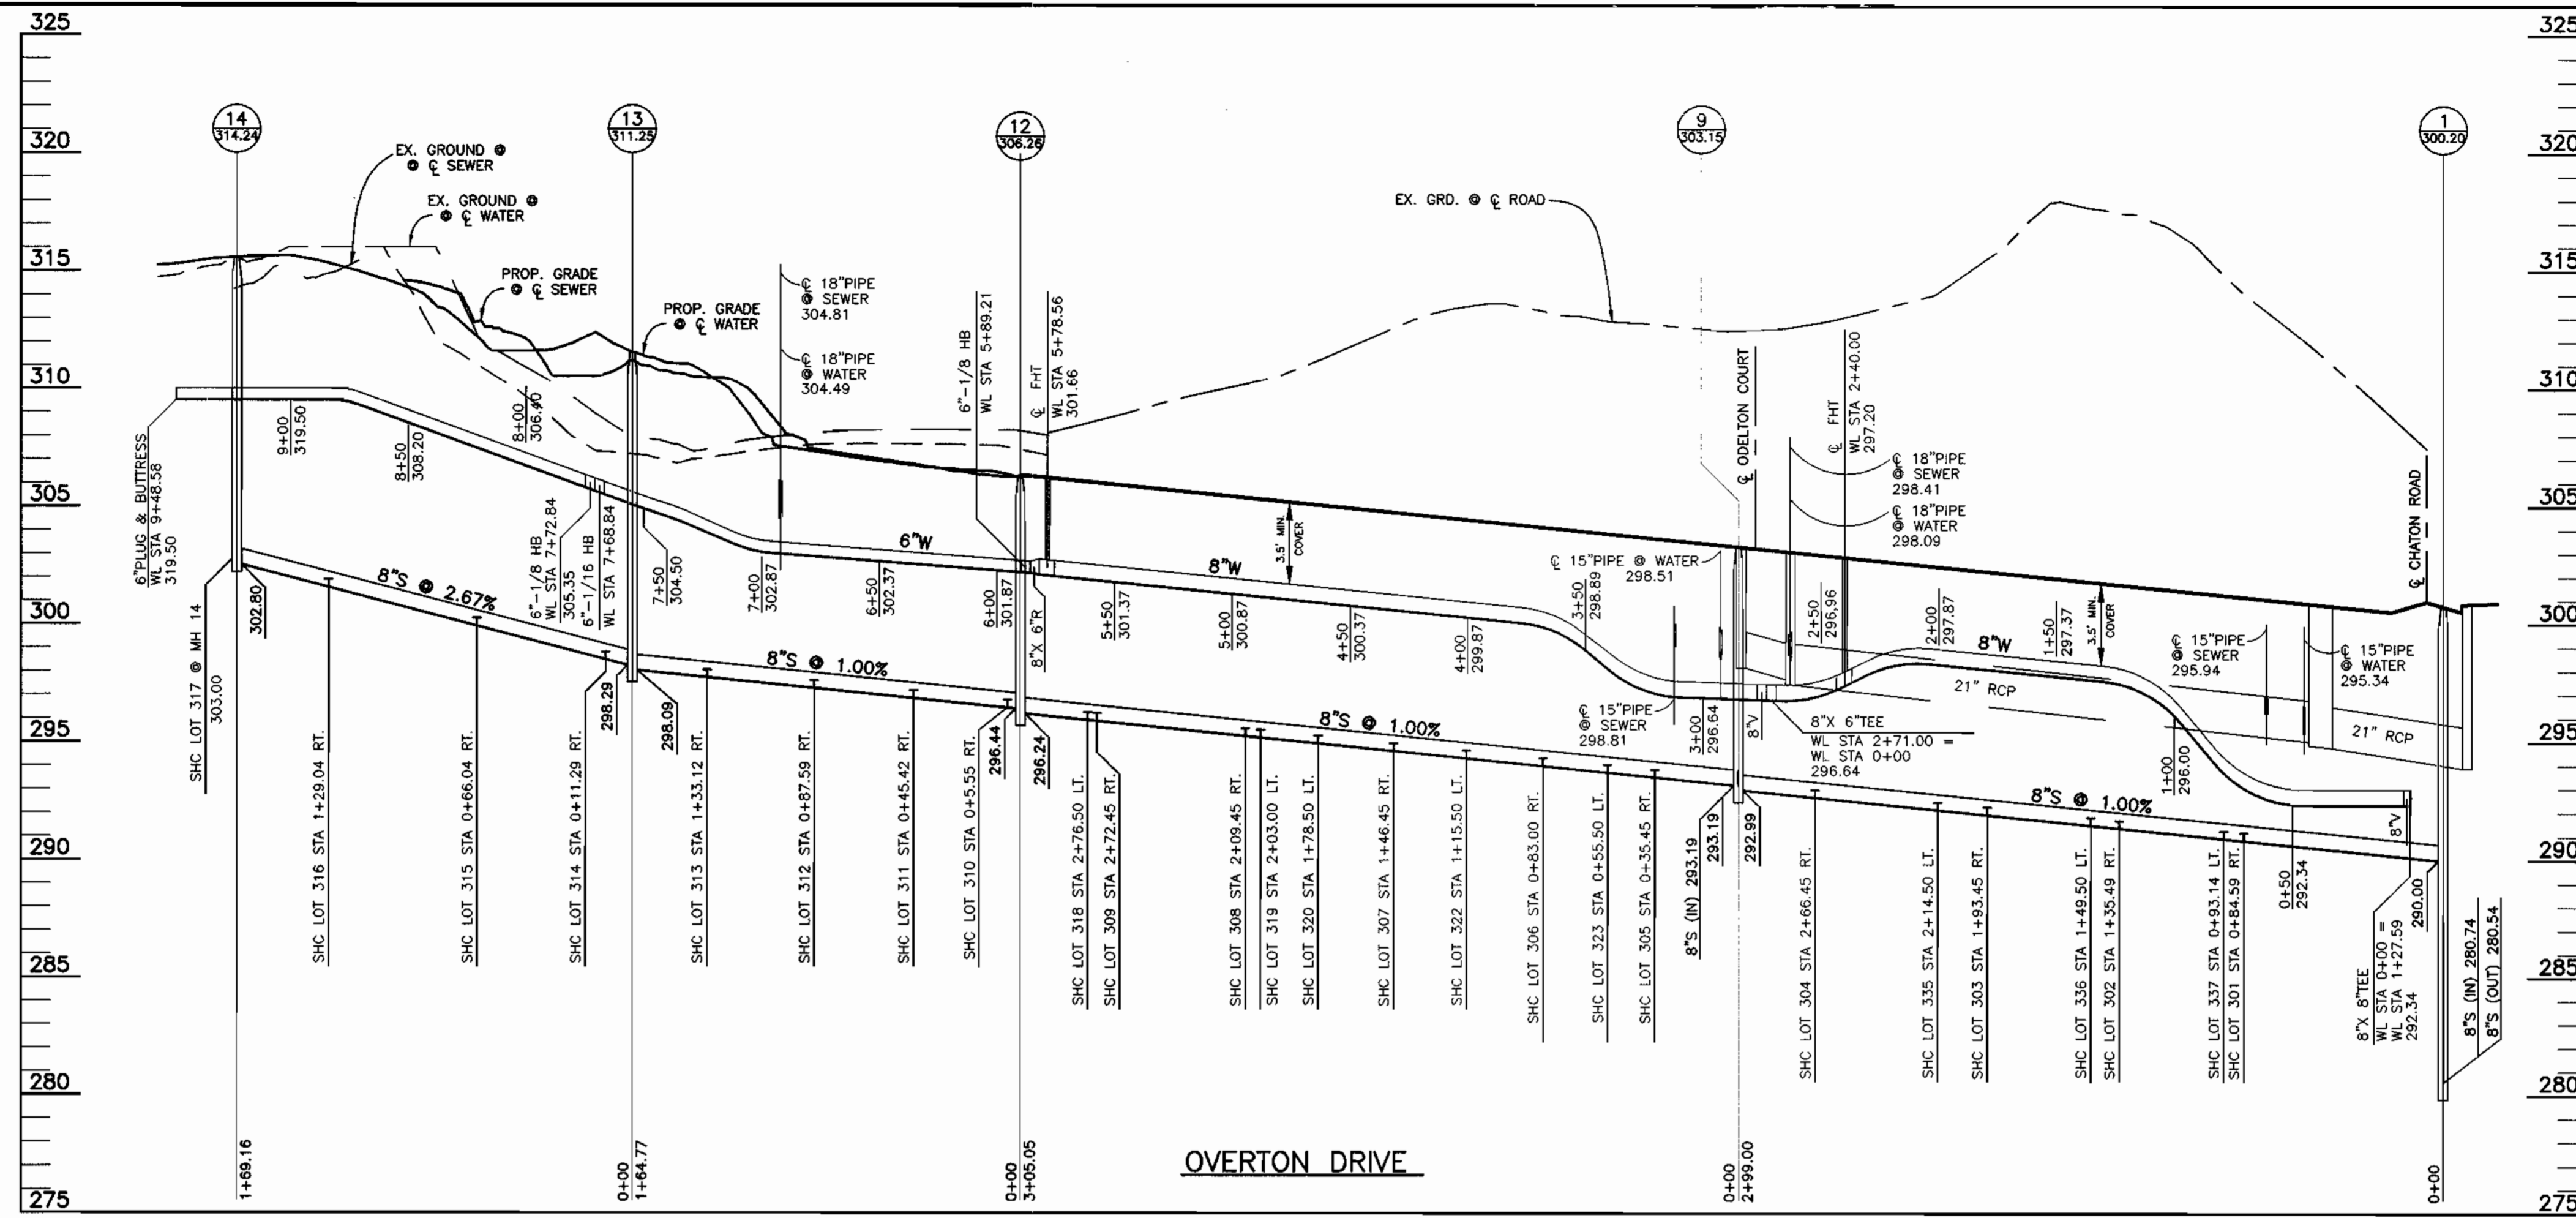 325
320
315
310
305
300
295
290
285
280
275
325
320
315
310
305
300
295
290
285
280
275
14
314.24
13
311.25
12
306.26
9
303.15
1
300.20
EX. GROUND @
@ ℄ SEWER
EX. GROUND @
@ ℄ WATER
PROP. GRADE
@ ℄ SEWER
PROP. GRADE
@ ℄ WATER
℄ 18"PIPE
@ SEWER
304.81
℄ 18"PIPE
@ WATER
304.49
6"-1/8 HB
WL STA 5+89.21
℄ FHT
WL STA 5+78.56
301.66
EX. GRD. @ ℄ ROAD
℄ ODELTON COURT
℄ FHT
WL STA 2+40.00
297.20
℄ 18"PIPE
@ SEWER
298.41
℄ 18"PIPE
@ WATER
298.09
℄ CHATON ROAD
6"PLUG & BUTTRESS
WL STA 9+48.58
319.50
9+00
319.50
8+50
308.20
8+00
306.40
6"-1/8 HB
WL STA 7+72.84
305.35
6"-1/16 HB
WL STA 7+68.84
7+50
304.50
7+00
302.87
6"W
6+50
302.37
6+00
301.87
8"X 6"R
5+50
301.37
8"W
3.5' MIN.
COVER
5+00
300.87
4+50
300.37
4+00
299.87
3+50
298.89
℄ 15"PIPE @ WATER
298.51
℄ 15"PIPE
@ SEWER
298.81
3+00
296.64
8"V
8"X 6"TEE
WL STA 2+71.00 =
WL STA 0+00
296.64
2+50
296.96
2+00
297.87
8"W
1+50
297.37
3.5' MIN.
COVER
21" RCP
℄ 15"PIPE
@ SEWER
295.94
℄ 15"PIPE
@ WATER
295.34
21" RCP
1+00
296.00
0+50
292.34
8"V
8"X 8"TEE
WL STA 0+00 =
WL STA 1+27.59
292.34
290.00
8"S (IN) 280.74
8"S (OUT) 280.54
SHC LOT 317 @ MH 14
303.00
302.80
8"S @ 2.67%
SHC LOT 316 STA 1+29.04 RT.
SHC LOT 315 STA 0+66.04 RT.
SHC LOT 314 STA 0+11.29 RT.
298.29
298.09
8"S @ 1.00%
SHC LOT 313 STA 1+33.12 RT.
SHC LOT 312 STA 0+87.59 RT.
SHC LOT 311 STA 0+45.42 RT.
SHC LOT 310 STA 0+5.55 RT.
296.44
296.24
SHC LOT 318 STA 2+76.50 LT.
SHC LOT 309 STA 2+72.45 RT.
8"S @ 1.00%
SHC LOT 308 STA 2+09.45 RT.
SHC LOT 319 STA 2+03.00 LT.
SHC LOT 320 STA 1+78.50 LT.
SHC LOT 307 STA 1+46.45 RT.
SHC LOT 322 STA 1+15.50 LT.
SHC LOT 306 STA 0+83.00 RT.
SHC LOT 323 STA 0+55.50 LT.
SHC LOT 305 STA 0+35.45 RT.
8"S (IN) 293.19
293.19
292.99
8"S @ 1.00%
SHC LOT 304 STA 2+66.45 RT.
SHC LOT 335 STA 2+14.50 LT.
SHC LOT 303 STA 1+93.45 RT.
SHC LOT 336 STA 1+49.50 LT.
SHC LOT 302 STA 1+35.49 RT.
SHC LOT 337 STA 0+93.14 LT.
SHC LOT 301 STA 0+84.59 RT.
1+69.16
0+00
1+64.77
0+00
3+05.05
OVERTON DRIVE
0+00
2+99.00
0+00